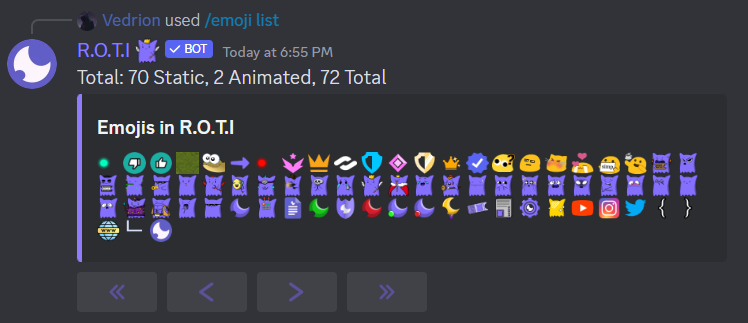 Vedrion used /emoji list
R.O.T.I BOT Today at 6:55 PM
Total: 70 Static, 2 Animated, 72 Total
Emojis in R.O.T.I
{ }
WWW
« < > »